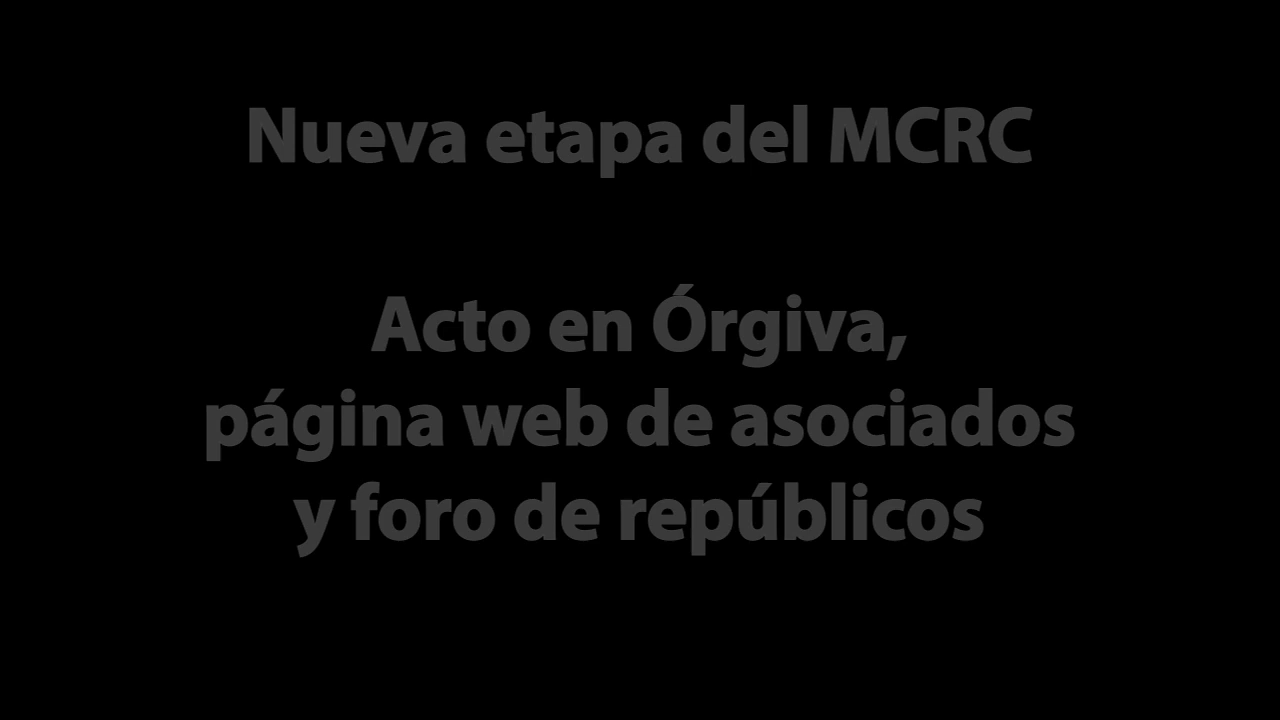 Nueva etapa del MCRC
Acto en Órgiva,
página web de asociados
y foro de repúblicos